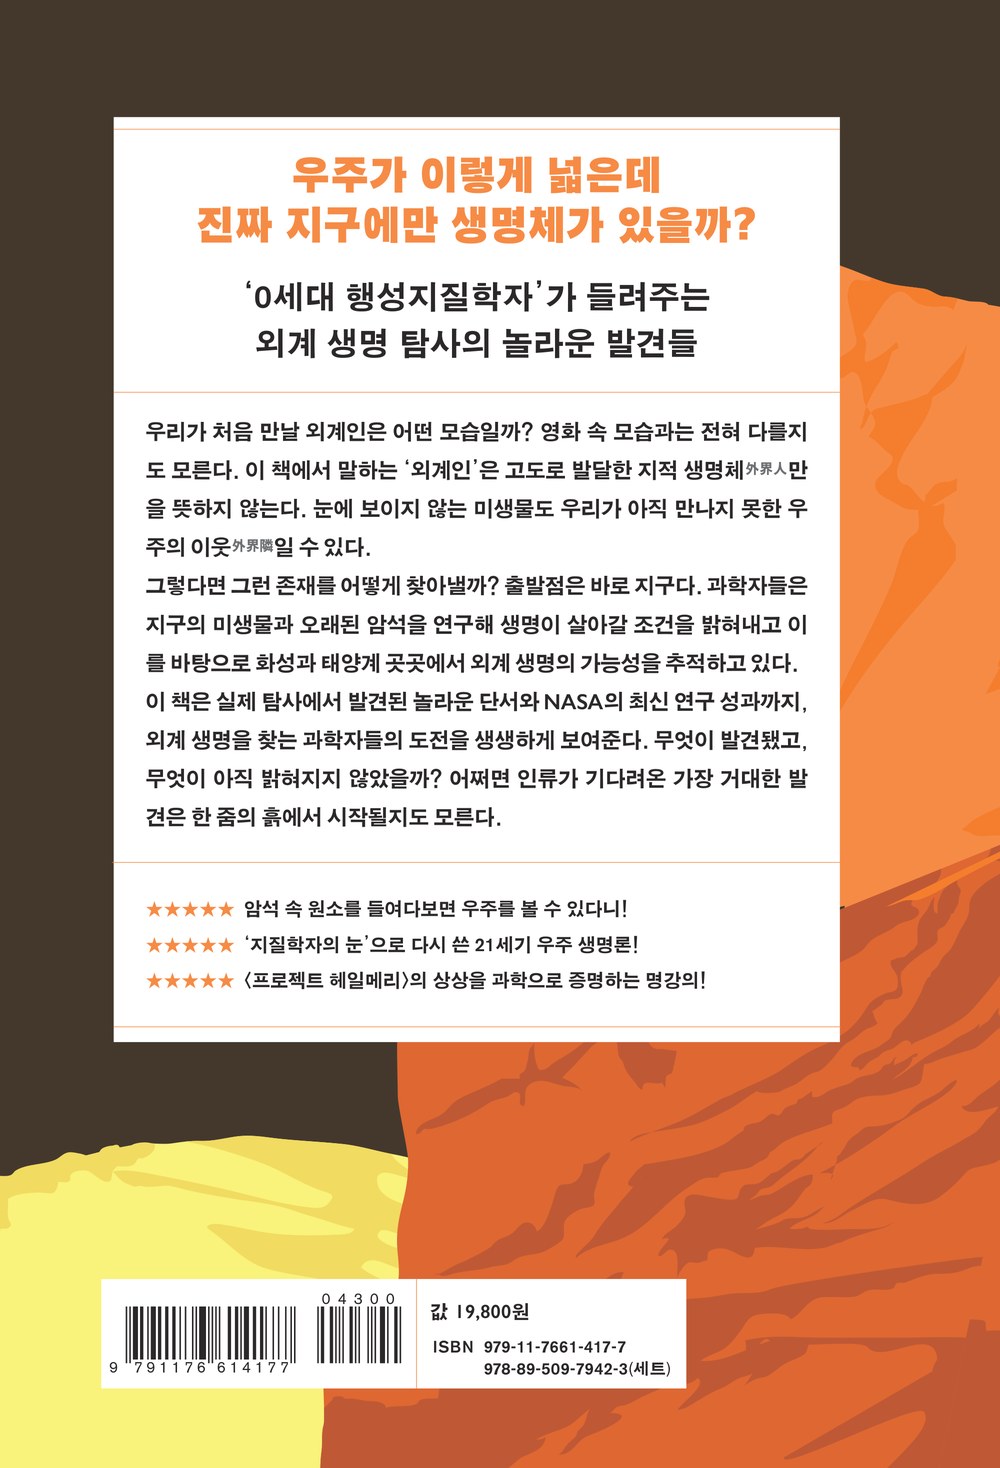 우주가 이렇게 넓은데
진짜 지구에만 생명체가 있을까?
‘0세대 행성지질학자’가 들려주는
외계 생명 탐사의 놀라운 발견들
우리가 처음 만날 외계인은 어떤 모습일까? 영화 속 모습과는 전혀 다를지
도 모른다. 이 책에서 말하는 ‘외계인’은 고도로 발달한 지적 생명체外界人만
을 뜻하지 않는다. 눈에 보이지 않는 미생물도 우리가 아직 만나지 못한 우
주의 이웃外界隣일 수 있다.
그렇다면 그런 존재를 어떻게 찾아낼까? 출발점은 바로 지구다. 과학자들은
지구의 미생물과 오래된 암석을 연구해 생명이 살아갈 조건을 밝혀내고 이
를 바탕으로 화성과 태양계 곳곳에서 외계 생명의 가능성을 추적하고 있다.
이 책은 실제 탐사에서 발견된 놀라운 단서와 NASA의 최신 연구 성과까지,
외계 생명을 찾는 과학자들의 도전을 생생하게 보여준다. 무엇이 발견됐고,
무엇이 아직 밝혀지지 않았을까? 어쩌면 인류가 기다려온 가장 거대한 발
견은 한 줌의 흙에서 시작될지도 모른다.
★★★★★ 암석 속 원소를 들여다보면 우주를 볼 수 있다니!
★★★★★ ‘지질학자의 눈’으로 다시 쓴 21세기 우주 생명론!
★★★★★ 〈프로젝트 헤일메리〉의 상상을 과학으로 증명하는 명강의!
04300
9 791176 614177
값 19,800원
ISBN 979-11-7661-417-7
978-89-509-7942-3(세트)